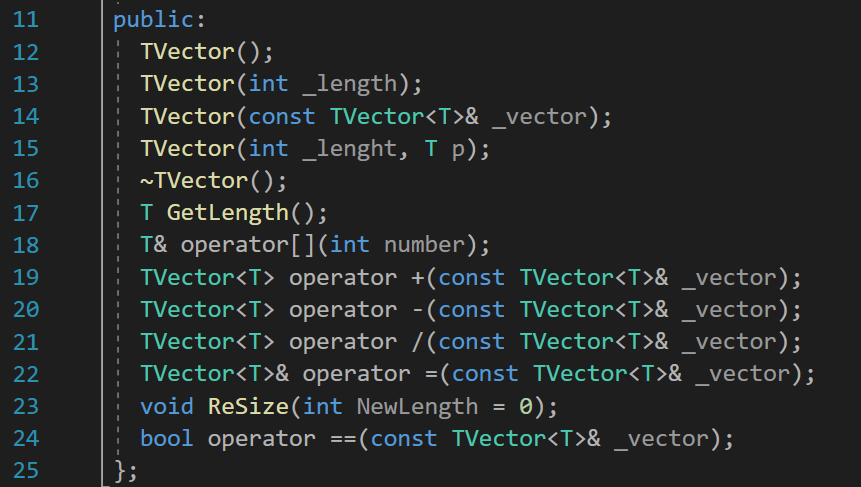 11 public:
12 TVector();
13 TVector(int _length);
14 TVector(const TVector<T>& _vector);
15 TVector(int _lenght, T p);
16 ~TVector();
17 T GetLength();
18 T& operator[](int number);
19 TVector<T> operator +(const TVector<T>& _vector);
20 TVector<T> operator -(const TVector<T>& _vector);
21 TVector<T> operator /(const TVector<T>& _vector);
22 TVector<T>& operator =(const TVector<T>& _vector);
23 void ReSize(int NewLength = 0);
24 bool operator ==(const TVector<T>& _vector);
25 };